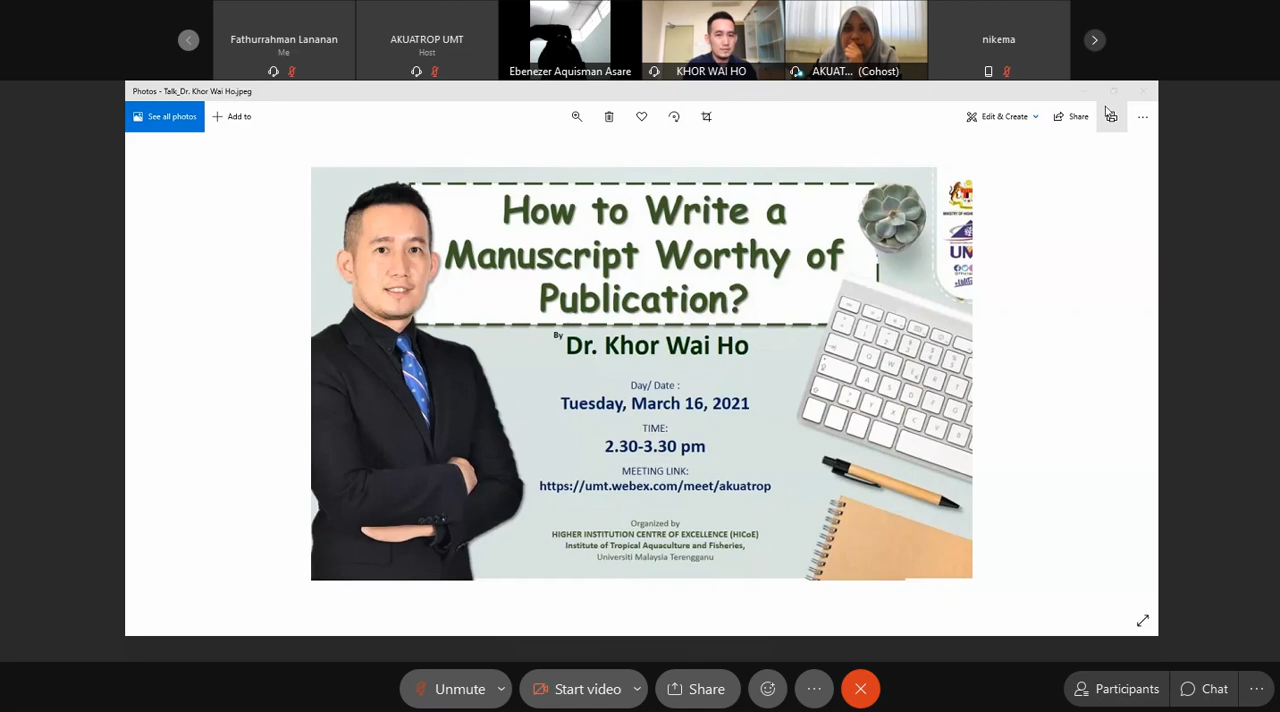 Fathurrahman Lananan
Me
AKUATROP UMT
Host
Ebenezer Aquisman Asare
KHOR WAI HO
AKUAT... (Cohost)
nikema
Photos - Talk_Dr. Khor Wai Ho.jpeg
See all photos
Add to
Edit & Create
Share
How to Write a
Manuscript Worthy of
Publication?
By Dr. Khor Wai Ho
Day/ Date :
Tuesday, March 16, 2021
TIME:
2.30-3.30 pm
MEETING LINK:
https://umt.webex.com/meet/akuatrop
Organized by
HIGHER INSTITUTION CENTRE OF EXCELLENCE (HICoE)
Institute of Tropical Aquaculture and Fisheries,
Universiti Malaysia Terengganu
MINISTRY OF
Unmute
Start video
Share
Participants
Chat